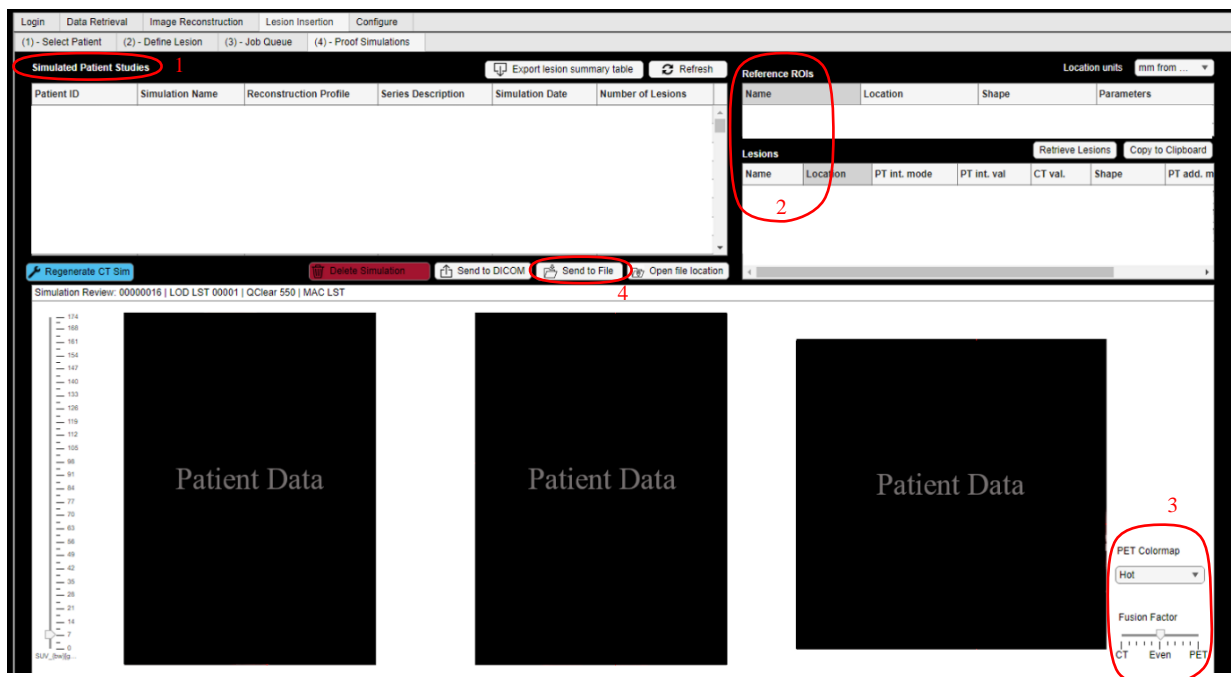 Login Data Retrieval Image Reconstruction Lesion Insertion Configure
(1) - Select Patient (2) - Define Lesion (3) - Job Queue (4) - Proof Simulations
Simulated Patient Studies 1 Export lesion summary table Refresh
Patient ID Simulation Name Reconstruction Profile Series Description Simulation Date Number of Lesions
Reference ROIs Location units mm from ...
Name Location Shape Parameters
Lesions Retrieve Lesions Copy to Clipboard
Name Location PT int. mode PT int. val CT val. Shape PT add. m
2
Regenerate CT Sim Delete Simulation Send to DICOM Send to File Open file location
4
Simulation Review: 00000016 | LOD LST 00001 | QClear 550 | MAC LST
174
168
161
154
147
140
133
126
119
112
105
98
91
84
77
70
63
56
49
42
35
28
21
14
7
0
Patient Data Patient Data Patient Data
3
PET Colormap
Hot
Fusion Factor
CT Even PET